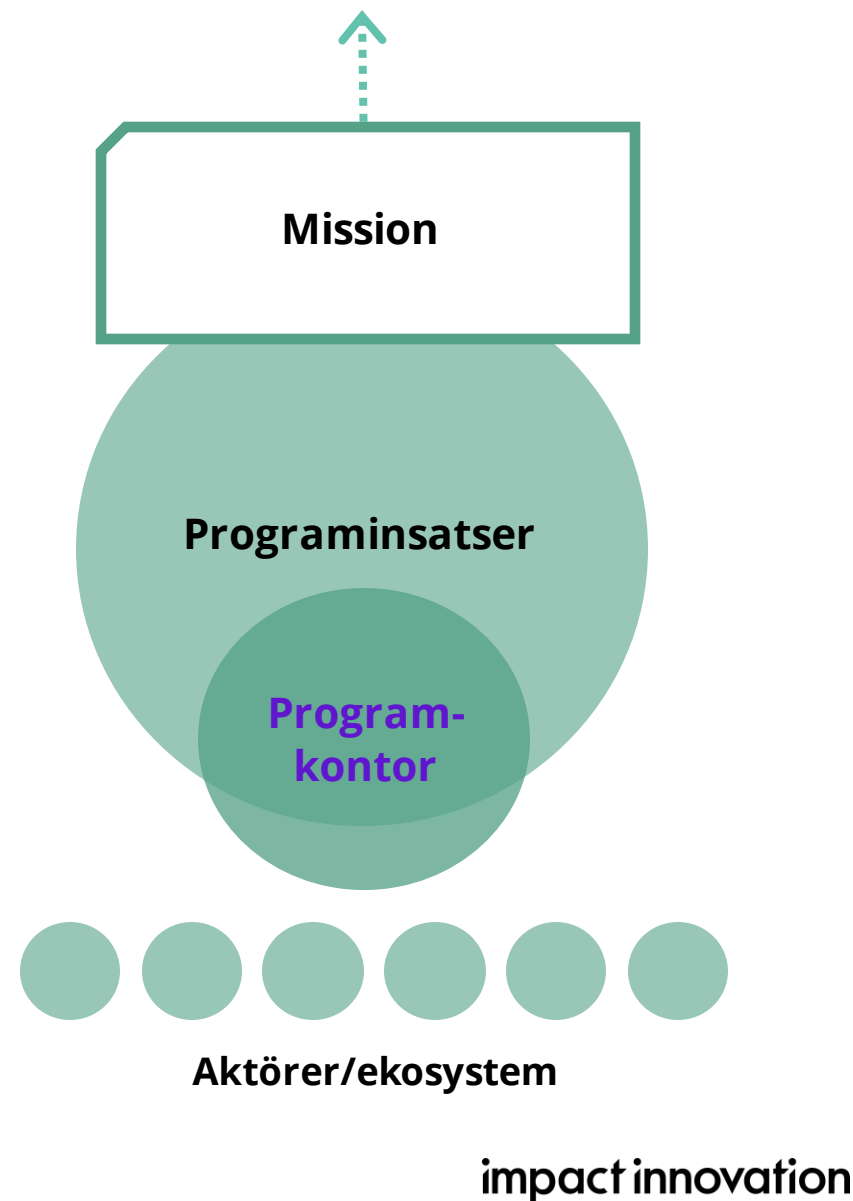 Mission
Programinsatser
Program-
kontor
Aktörer/ekosystem
impact innovation